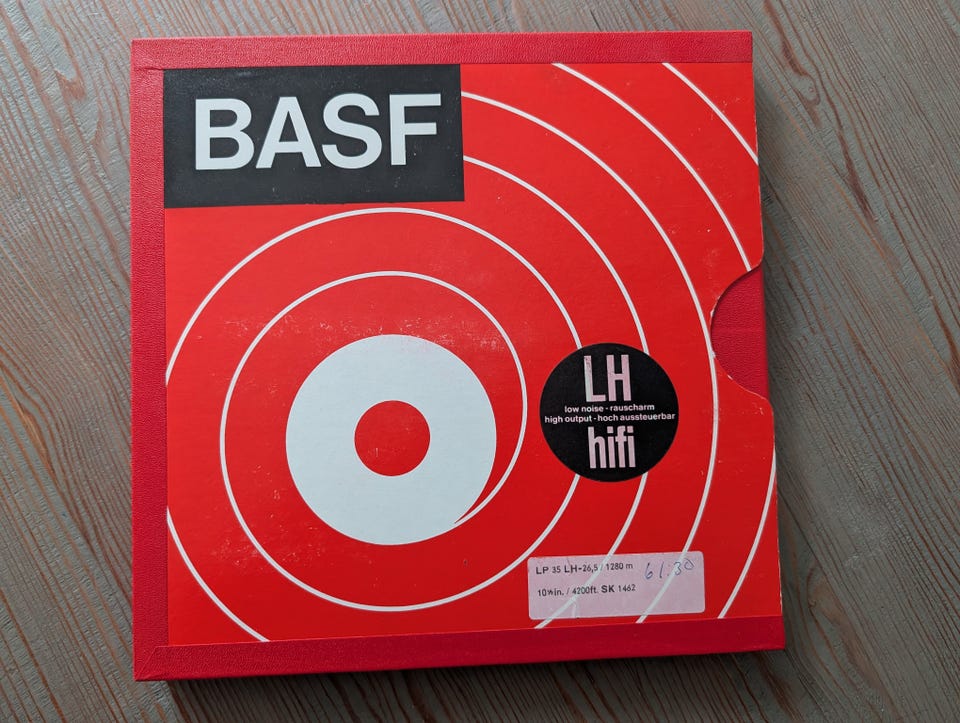 BASF
LH
low noise - rauscharm
high output - hoch aussteuerbar
hifi
LP 35 LH-26,5 / 1280 m 61:30
10½in. / 4200ft. SK 1462